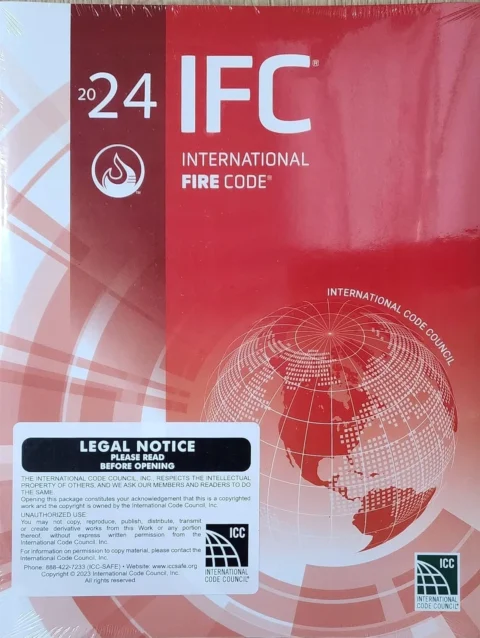 2024
IFC®
INTERNATIONAL
FIRE CODE®
INTERNATIONAL CODE COUNCIL
LEGAL NOTICE
PLEASE READ
BEFORE OPENING
THE INTERNATIONAL CODE COUNCIL, INC., RESPECTS THE INTELLECTUAL
PROPERTY OF OTHERS, AND WE ASK OUR MEMBERS AND READERS TO DO
THE SAME.
Opening this package constitutes your acknowledgement that this is a copyrighted
work and the copyright is owned by the International Code Council, Inc.
UNAUTHORIZED USE
You may not copy, reproduce, publish, distribute, transmit
or create derivative works from this Work or any portion
thereof, without express written permission from the
International Code Council, Inc.
For information on permission to copy material, please contact the
International Code Council, Inc.
Phone: 888-422-7233 (ICC-SAFE) • Website: www.iccsafe.org
Copyright © 2023 International Code Council, Inc.
All rights reserved.
ICC
INTERNATIONAL
CODE COUNCIL®
ICC
INTERNATIONAL
CODE COUNCIL®